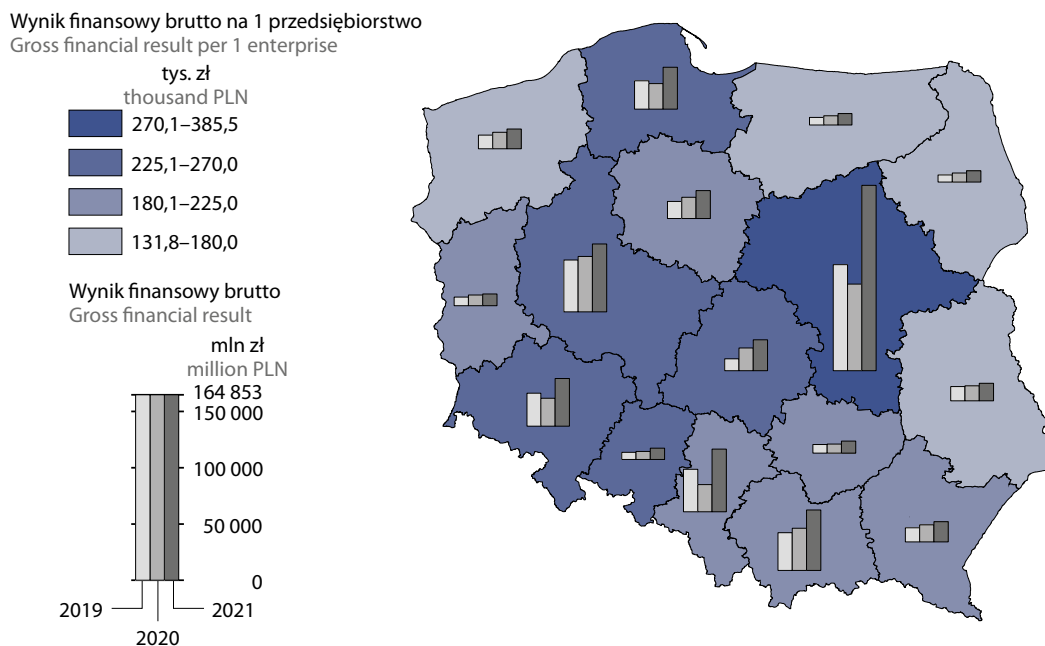 Wynik finansowy brutto na 1 przedsiębiorstwo
Gross financial result per 1 enterprise
tys. zł
thousand PLN
270,1–385,5
225,1–270,0
180,1–225,0
131,8–180,0
Wynik finansowy brutto
Gross financial result
mln zł
million PLN
164 853
150 000
100 000
50 000
0
2019
2021
2020